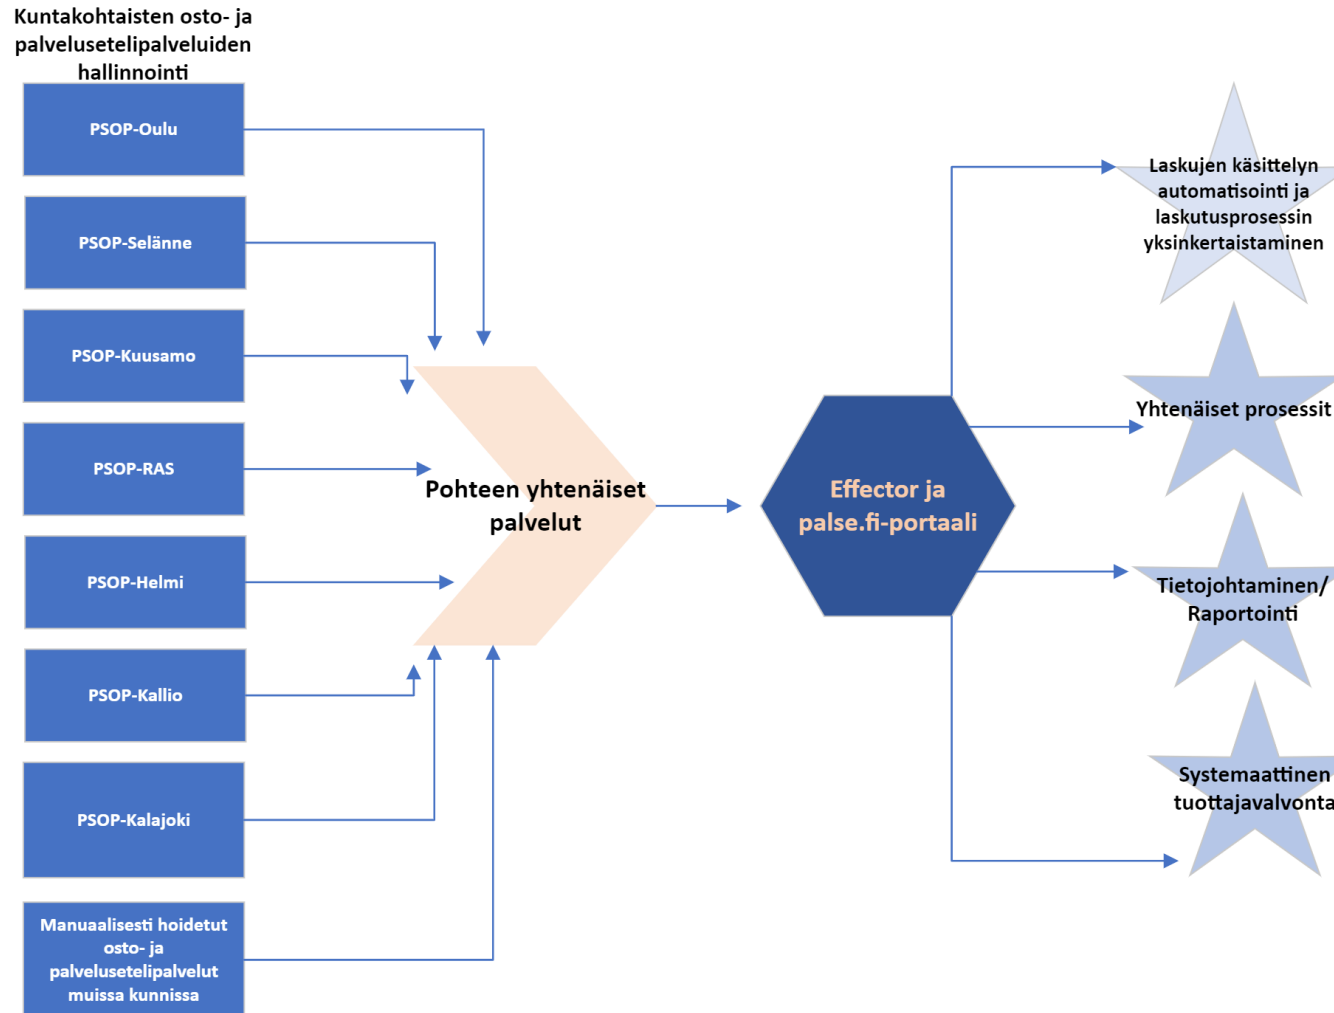 Kuntakohtaisten osto- ja
palvelusetelipalveluiden
hallinnointi
PSOP-Oulu
PSOP-Selänne
PSOP-Kuusamo
PSOP-RAS
PSOP-Helmi
PSOP-Kallio
PSOP-Kalajoki
Manuaalisesti hoidetut
osto- ja
palvelusetelipalvelut
muissa kunnissa
Pohteen yhtenäiset
palvelut
Effector ja
palse.fi-portaali
Laskujen käsittelyn
automatisointi ja
laskutusprosessin
yksinkertaistaminen
Yhtenäiset prosessit
Tietojohtaminen/
Raportointi
Systemaattinen
tuottajavalvonta